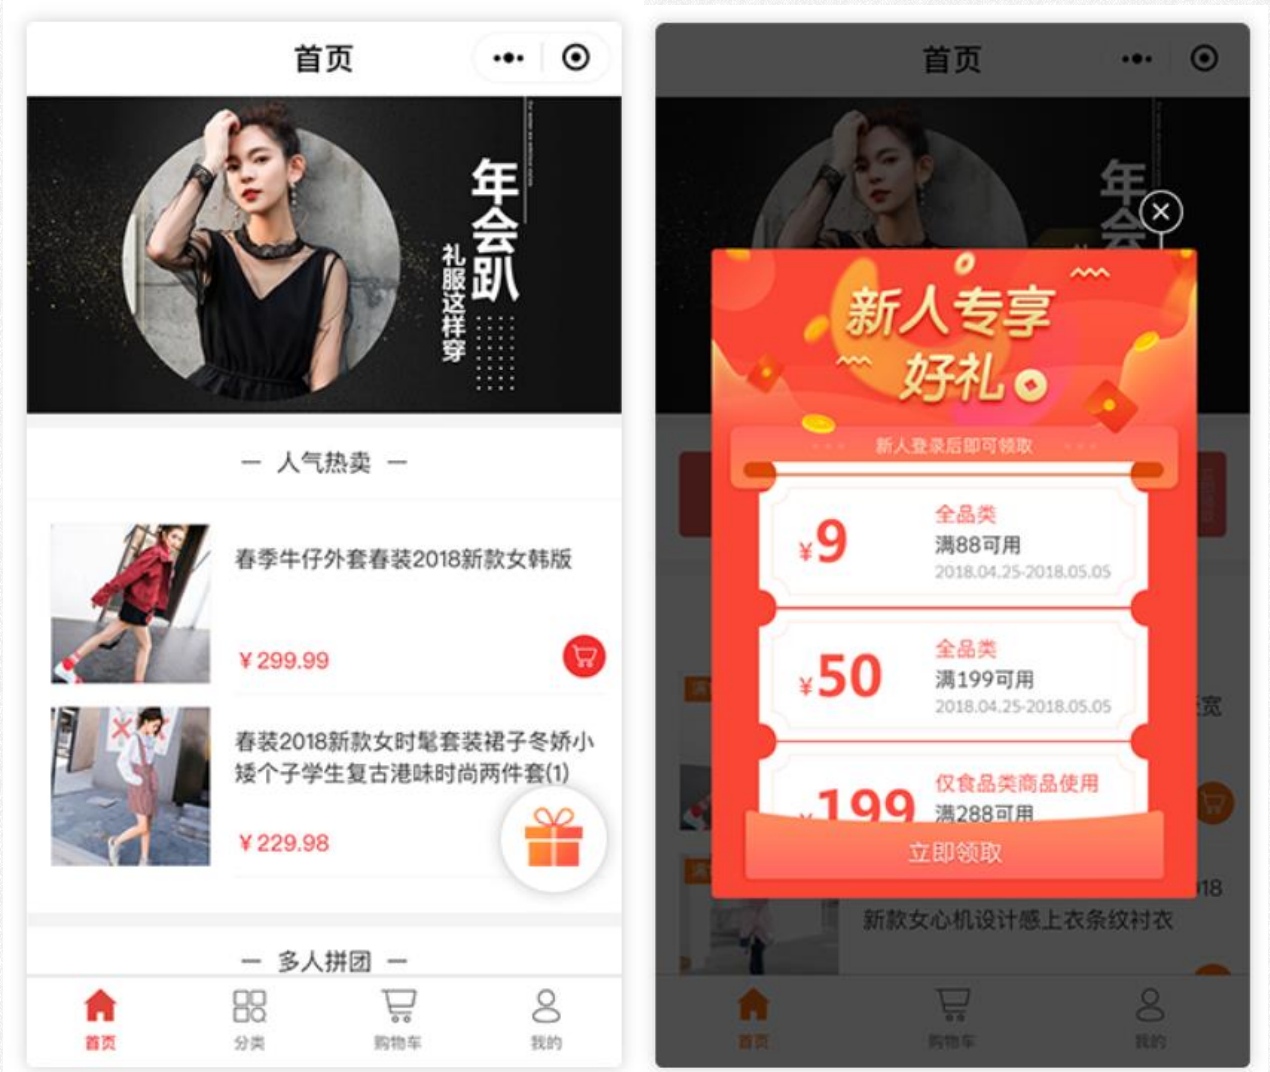 首页
年会趴
礼服这样穿
人气热卖
春季牛仔外套春装2018新款女韩版
¥299.99
春装2018新款女时髦套装裙子冬娇小
矮个子学生复古港味时尚两件套(1)
¥229.98
多人拼团
首页
分类
购物车
我的
首页
年会
新人专享
好礼
新人登录后即可领取
¥9
全品类
满88可用
2018.04.25-2018.05.05
¥50
全品类
满199可用
2018.04.25-2018.05.05
¥199
仅食品类商品使用
满288可用
立即领取
宽
018
新款女心机设计感上衣条纹衬衣
首页
购物车
我的